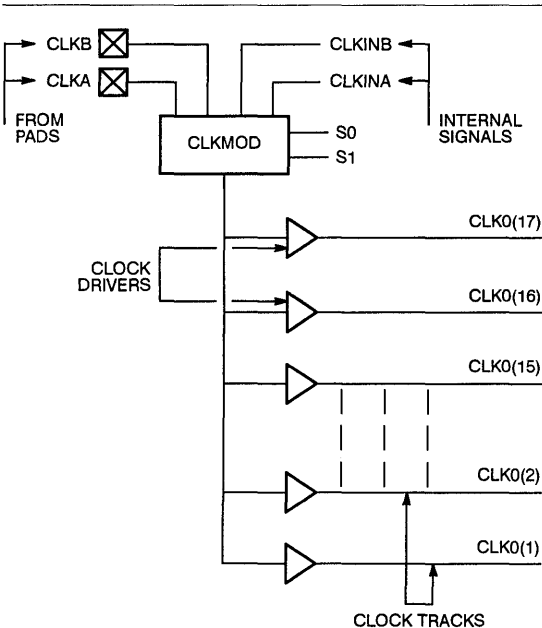 CLKB
CLKINB
CLKA
CLKINA
FROM
PADS
INTERNAL
SIGNALS
CLKMOD
S0
S1
CLK0(17)
CLOCK
DRIVERS
CLK0(16)
CLK0(15)
CLK0(2)
CLK0(1)
CLOCK TRACKS